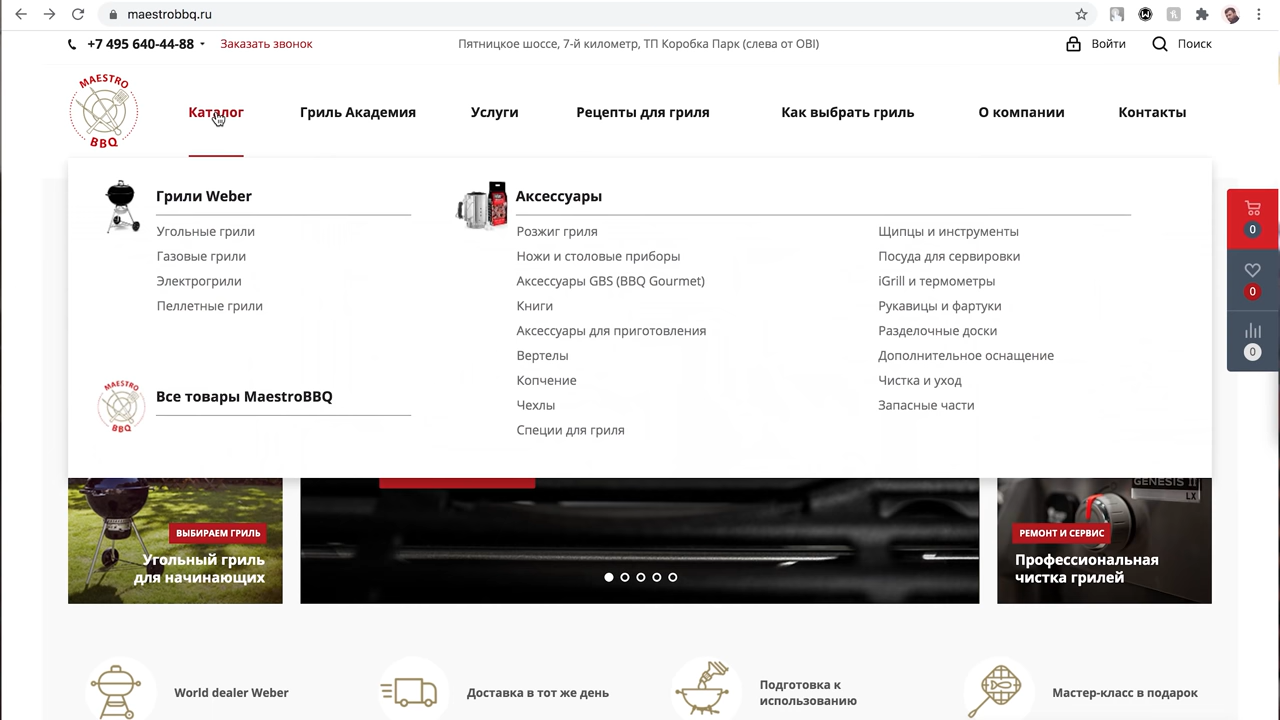 maestrobbq.ru
+7 495 640-44-88
Заказать звонок
Пятницкое шоссе, 7-й километр, ТП Коробка Парк (слева от OBI)
Войти
Поиск
MAESTRO
BBQ
Каталог
Гриль Академия
Услуги
Рецепты для гриля
Как выбрать гриль
О компании
Контакты
Грили Weber
Угольные грили
Газовые грили
Электрогрили
Пеллетные грили
MAESTRO
BBQ
Все товары MaestroBBQ
Аксессуары
Розжиг гриля
Ножи и столовые приборы
Аксессуары GBS (BBQ Gourmet)
Книги
Аксессуары для приготовления
Вертелы
Копчение
Чехлы
Специи для гриля
Щипцы и инструменты
Посуда для сервировки
iGrill и термометры
Рукавицы и фартуки
Разделочные доски
Дополнительное оснащение
Чистка и уход
Запасные части
0
0
0
ВЫБИРАЕМ ГРИЛЬ
Угольный гриль
для начинающих
GENESIS II
LX
РЕМОНТ И СЕРВИС
Профессиональная
чистка грилей
World dealer Weber
Доставка в тот же день
Подготовка к
использованию
Мастер-класс в подарок